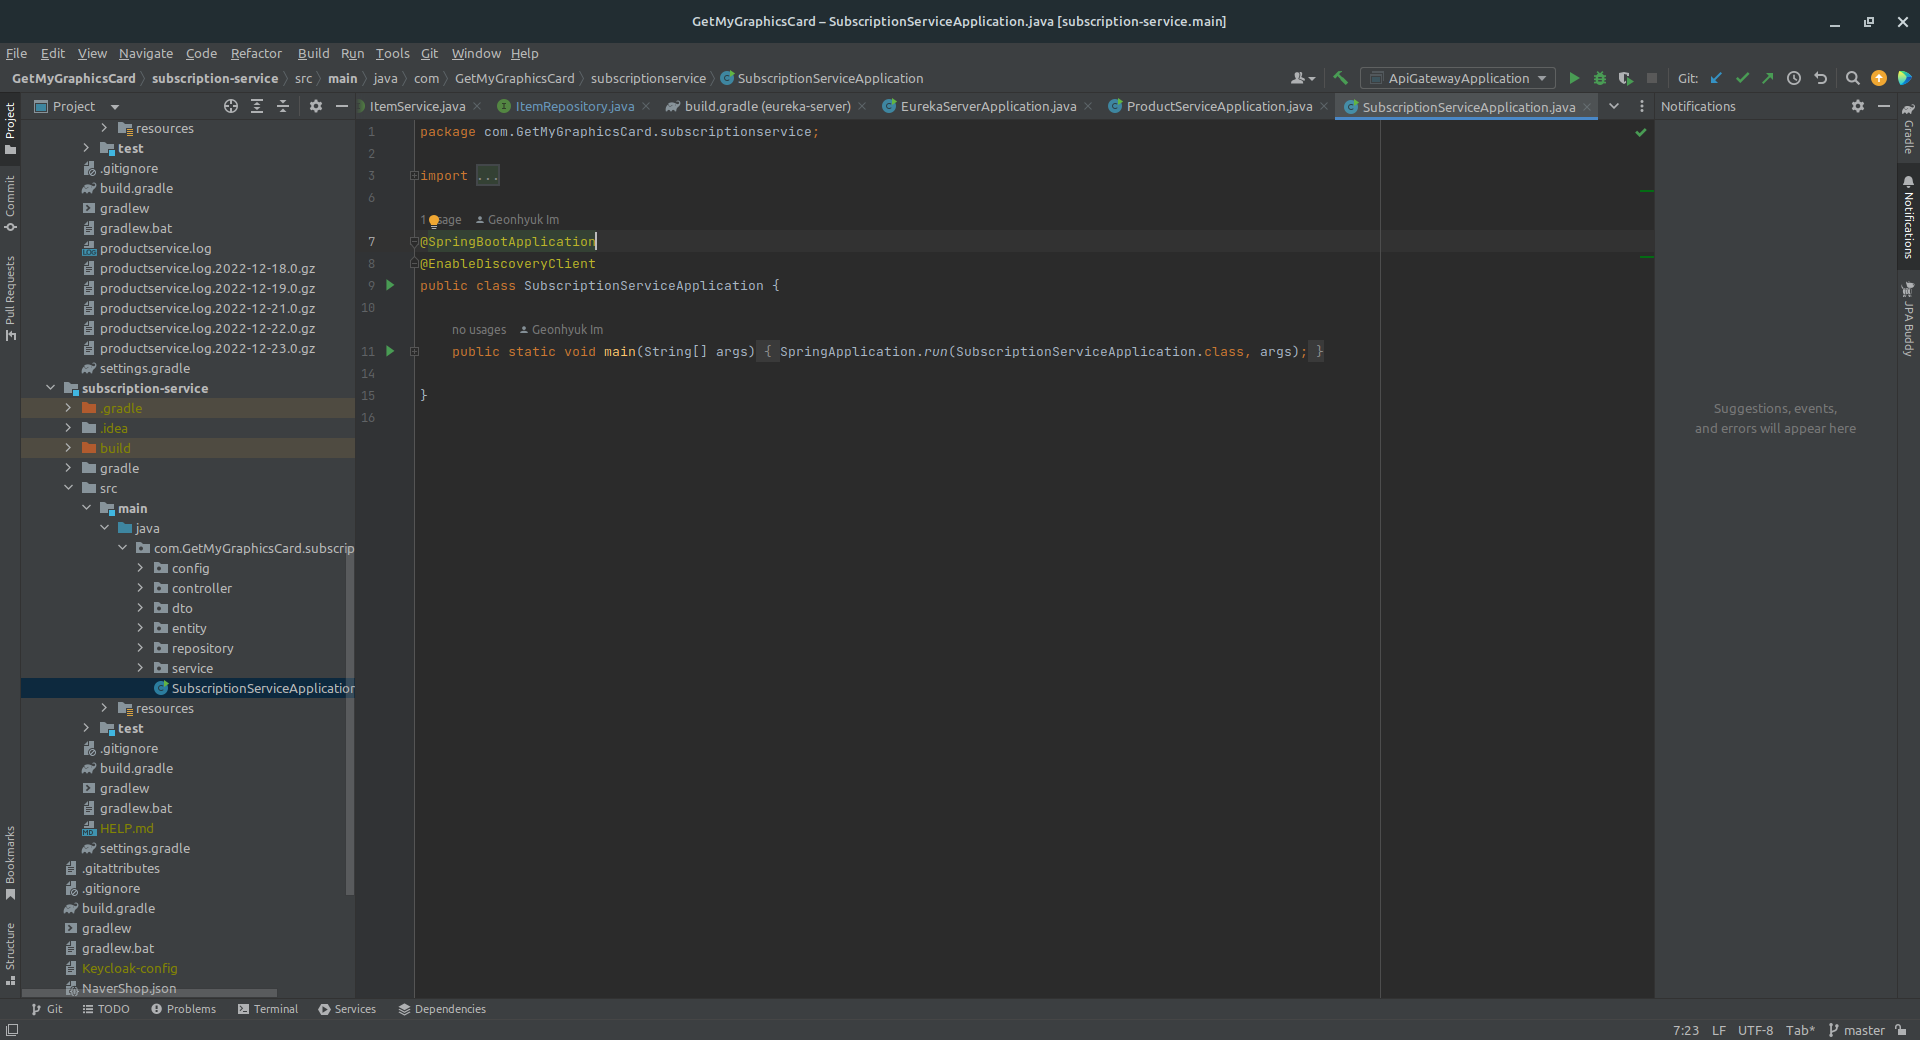 GetMyGraphicsCard – SubscriptionServiceApplication.java [subscription-service.main]
File Edit View Navigate Code Refactor Build Run Tools Git Window Help
GetMyGraphicsCard subscription-service src main java com GetMyGraphicsCard subscriptionservice SubscriptionServiceApplication
ApiGatewayApplication
Git:
Project
ItemService.java
ItemRepository.java
build.gradle (eureka-server)
EurekaServerApplication.java
ProductServiceApplication.java
SubscriptionServiceApplication.java
Notifications
Project
Commit
Pull Requests
Bookmarks
Structure
resources
test
.gitignore
build.gradle
gradlew
gradlew.bat
productservice.log
productservice.log.2022-12-18.0.gz
productservice.log.2022-12-19.0.gz
productservice.log.2022-12-21.0.gz
productservice.log.2022-12-22.0.gz
productservice.log.2022-12-23.0.gz
settings.gradle
subscription-service
.gradle
.idea
build
gradle
src
main
java
com.GetMyGraphicsCard.subscrip
config
controller
dto
entity
repository
service
SubscriptionServiceApplication
resources
test
.gitignore
build.gradle
gradlew
gradlew.bat
HELP.md
settings.gradle
.gitattributes
.gitignore
build.gradle
gradlew
gradlew.bat
Keycloak-config
NaverShop.json
1 package com.GetMyGraphicsCard.subscriptionservice;
2
3 import ...
6
1 usage Geonhyuk Im
7 @SpringBootApplication
8 @EnableDiscoveryClient
9 public class SubscriptionServiceApplication {
10
no usages Geonhyuk Im
11 public static void main(String[] args) { SpringApplication.run(SubscriptionServiceApplication.class, args); }
14
15 }
16
Suggestions, events,
and errors will appear here
Gradle
Notifications
JPA Buddy
Git TODO Problems Terminal Services Dependencies
7:23 LF UTF-8 Tab* master